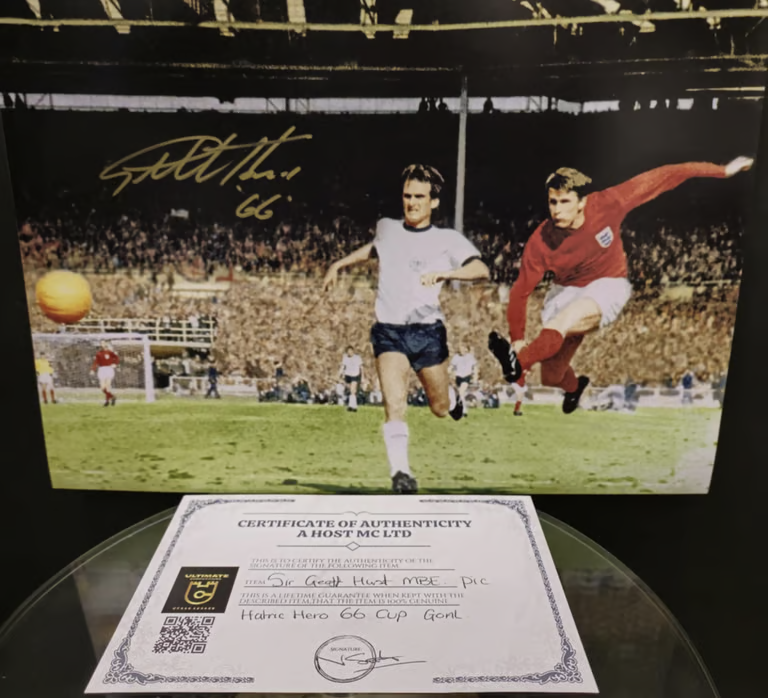 '66'
CERTIFICATE OF AUTHENTICITY
A HOST MC LTD
THIS IS TO CERTIFY THE AUTHENTICITY OF THE
SIGNATURE OF THE FOLLOWING ITEM
ITEM Sir Geoff Hurst MBE. pic
THIS IS A LIFETIME GUARANTEE WHEN KEPT WITH THE
DESCRIBED ITEM, THAT THE ITEM IS 100% GENUINE
Hatric Hero 66 Cup Goal
ULTIMATE
SIGNATURE: